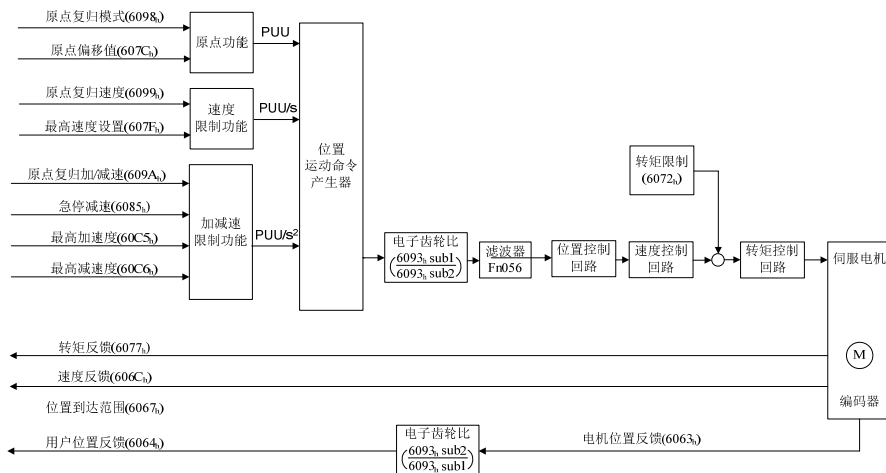 原点复归模式(6098h)
原点偏移值(607Ch)
原点功能
PUU
原点复归速度(6099h)
最高速度设置(607Fh)
速度
限制功能
PUU/s
原点复归加/减速(609Ah)
急停减速(6085h)
最高加速度(60C5h)
最高减速度(60C6h)
加减速
限制功能
PUU/s2
位置
运动命令
产生器
电子齿轮比
(6093h sub1
6093h sub2)
滤波器
Fn056
位置控制
回路
速度控制
回路
转矩限制
(6072h)
转矩控制
回路
伺服电机
M
编码器
转矩反馈(6077h)
速度反馈(606Ch)
位置到达范围(6067h)
用户位置反馈(6064h)
电子齿轮比
(6093h sub2
6093h sub1)
电机位置反馈(6063h)